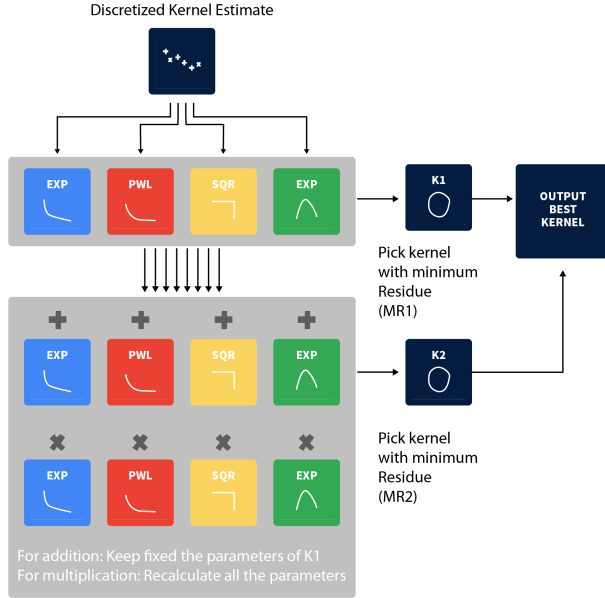 Discretized Kernel Estimate
EXP
PWL
SQR
EXP
K1
OUTPUT
BEST
KERNEL
Pick kernel
with minimum
Residue
(MR1)
EXP
PWL
SQR
EXP
K2
Pick kernel
with minimum
Residue
(MR2)
EXP
PWL
SQR
EXP
For addition: Keep fixed the parameters of K1
For multiplication: Recalculate all the parameters